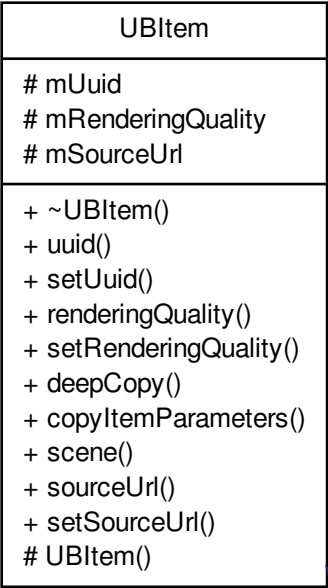 UBItem
# mUuid
# mRenderingQuality
# mSourceUrl
+ ~UBItem()
+ uuid()
+ setUuid()
+ renderingQuality()
+ setRenderingQuality()
+ deepCopy()
+ copyItemParameters()
+ scene()
+ sourceUrl()
+ setSourceUrl()
# UBItem()